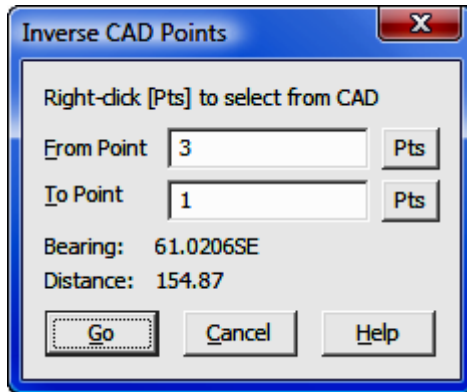 Inverse CAD Points
Right-click [Pts] to select from CAD
From Point 3 Pts
To Point 1 Pts
Bearing: 61.0206SE
Distance: 154.87
Go Cancel Help